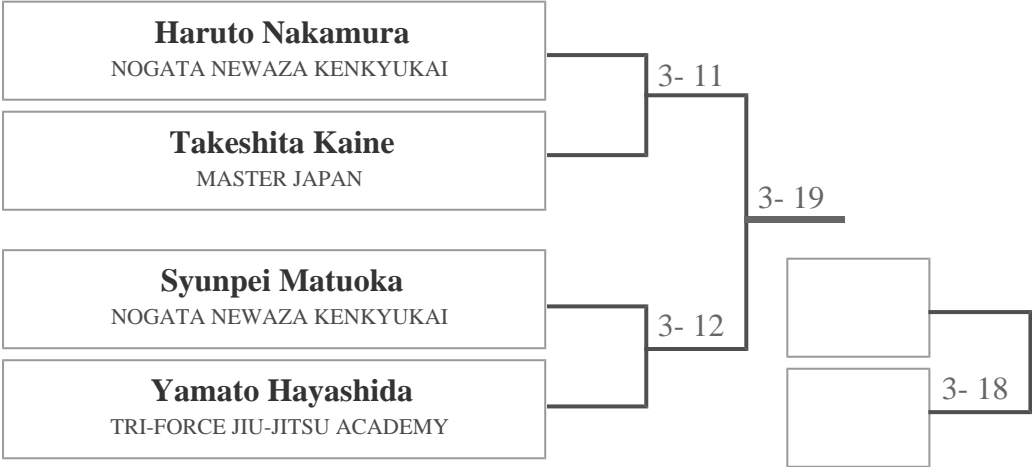 Haruto Nakamura
NOGATA NEWAZA KENKYUKAI
3- 11
Takeshita Kaine
MASTER JAPAN
3- 19
Syunpei Matuoka
NOGATA NEWAZA KENKYUKAI
3- 12
Yamato Hayashida
TRI-FORCE JIU-JITSU ACADEMY
3- 18